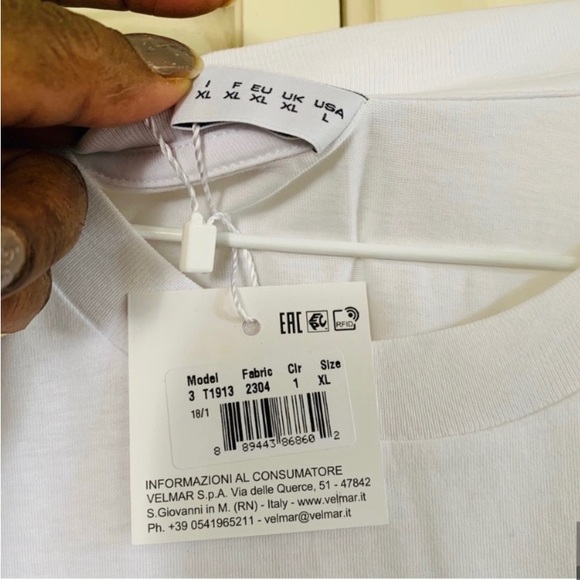 I F EU UK USA
XL XL XL XL L
EAC
RFID
Model Fabric Clr Size
3 T1913 2304 1 XL
18/1
8 89443 86860 2
INFORMAZIONI AL CONSUMATORE
VELMAR S.p.A. Via delle Querce, 51 - 47842
S.Giovanni in M. (RN) - Italy - www.velmar.it
Ph. +39 0541965211 - velmar@velmar.it